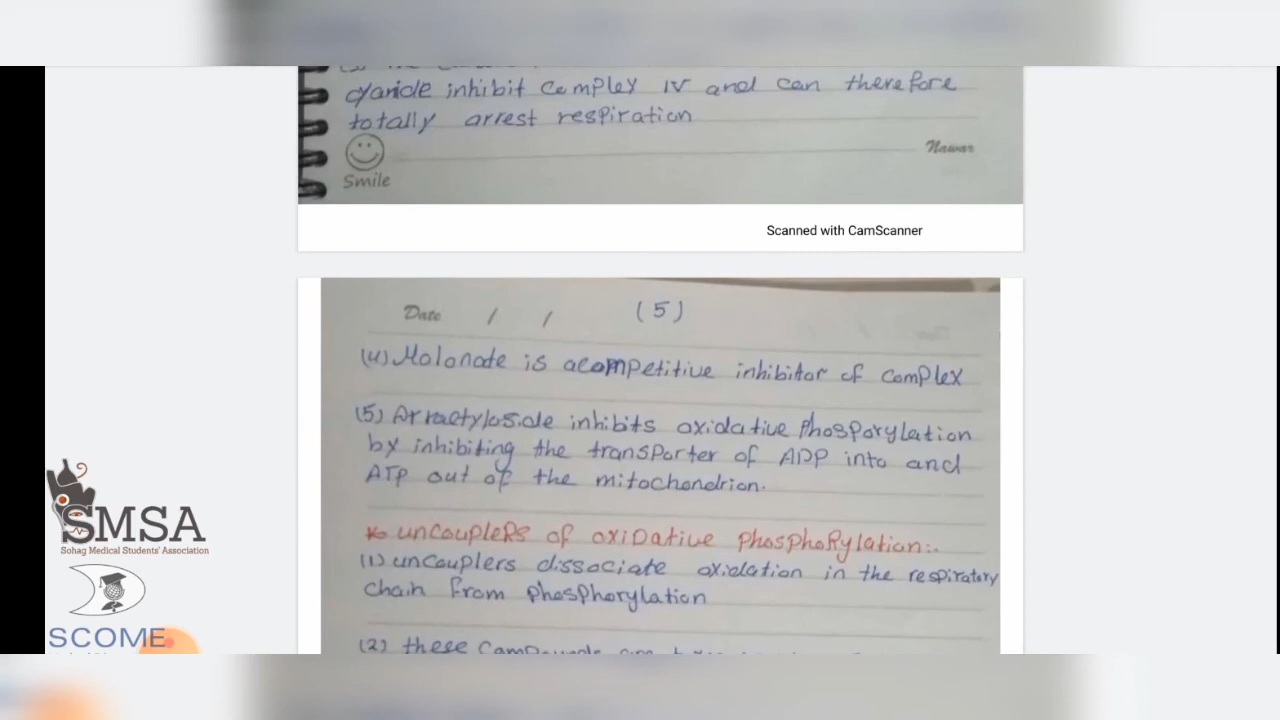 cyanide inhibit complex IV and can therefore
totally arrest respiration
Nawar
Smile
Scanned with CamScanner
Date / / (5)
(4) Malonate is acompetitive inhibitor of complex
(5) Atractyloside inhibits oxidative phosporylation
by inhibiting the transporter of ADP into and
ATP out of the mitochondrion.
* uncouplers of oxidative phosphorylation:.
(1) uncouplers dissociate oxidation in the respiratory
chain from phosphorylation
(2) these
SMSA
Sohag Medical Students' Association
SCOME